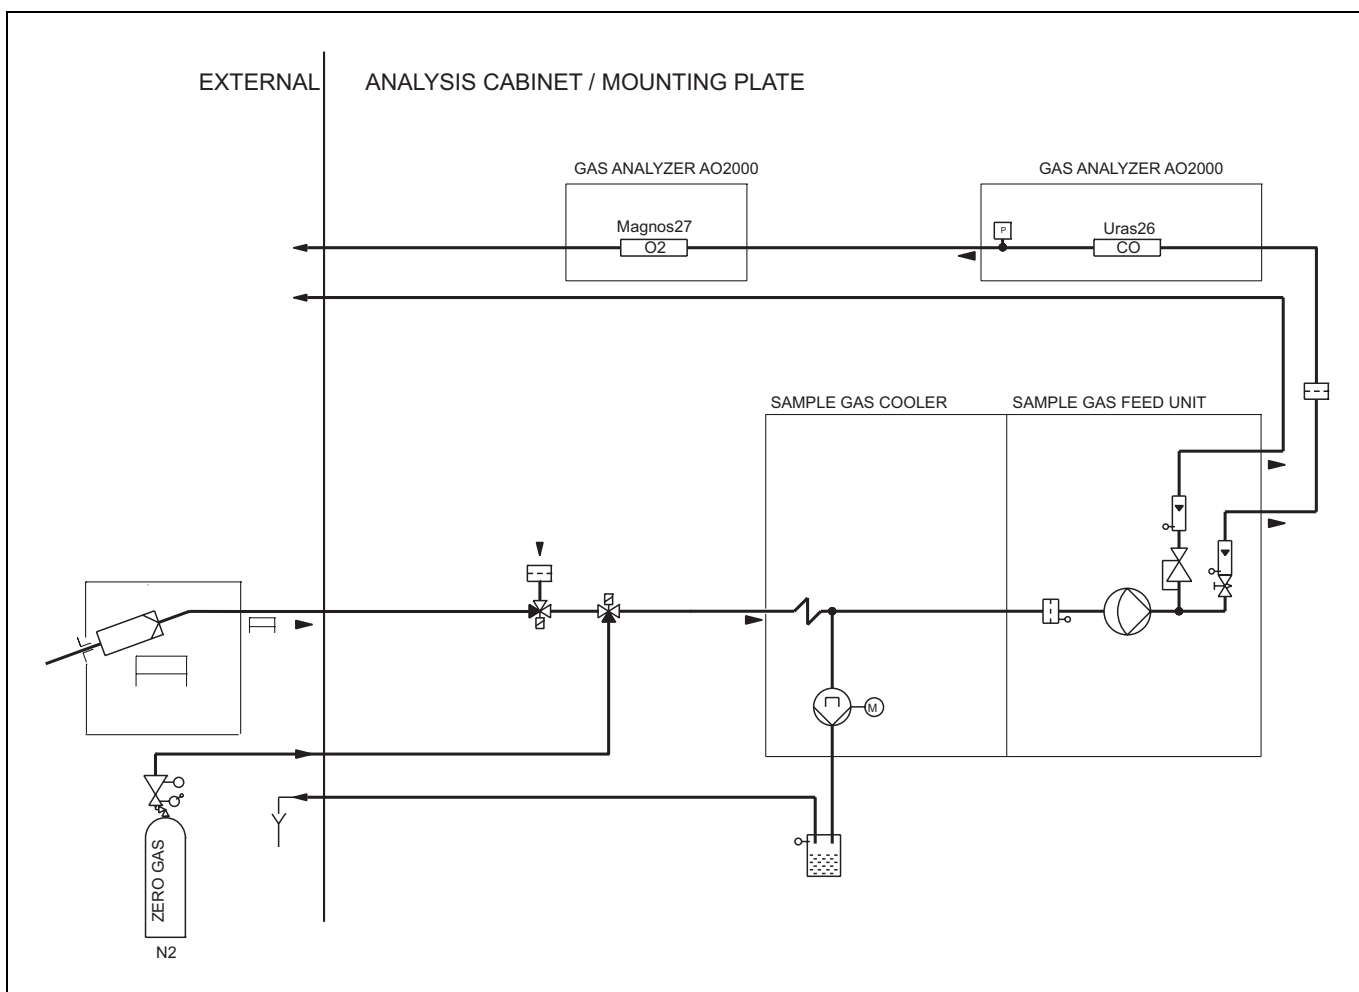 EXTERNAL
ANALYSIS CABINET / MOUNTING PLATE
GAS ANALYZER AO2000
GAS ANALYZER AO2000
Magnos27
O2
P
Uras26
CO
SAMPLE GAS COOLER
SAMPLE GAS FEED UNIT
M
ZERO GAS
N2